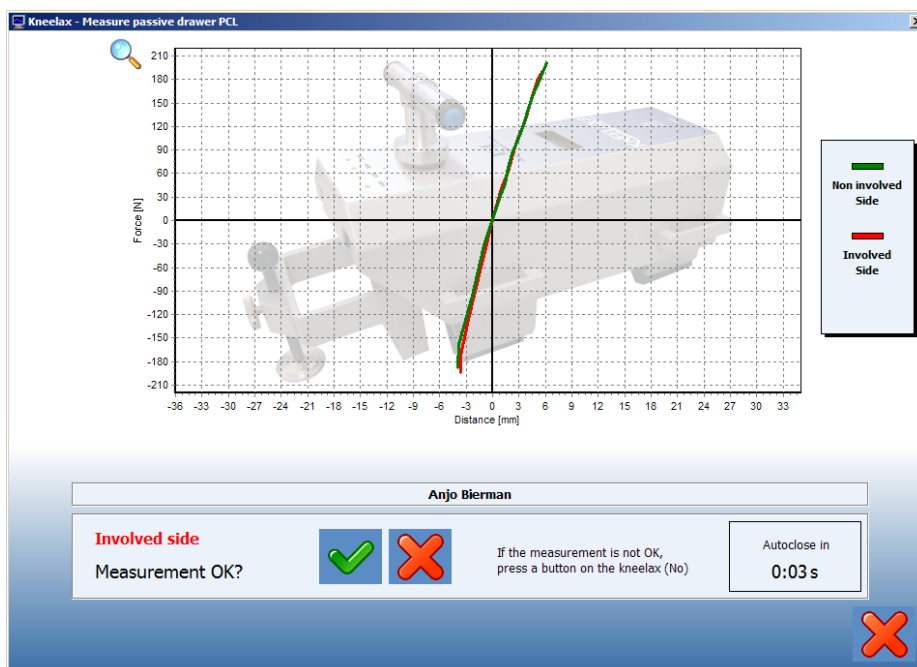 Kneelax - Measure passive drawer PCL
210
180
150
120
90
60
30
0
-30
-60
-90
-120
-150
-180
-210
Force [N]
-36 -33 -30 -27 -24 -21 -18 -15 -12 -9 -6 -3 0 3 6 9 12 15 18 21 24 27 30 33
Distance [mm]
Non involved
Side
Involved
Side
Anjo Bierman
Involved side
Measurement OK?
If the measurement is not OK,
press a button on the kneelax (No)
Autoclose in
0:03 s